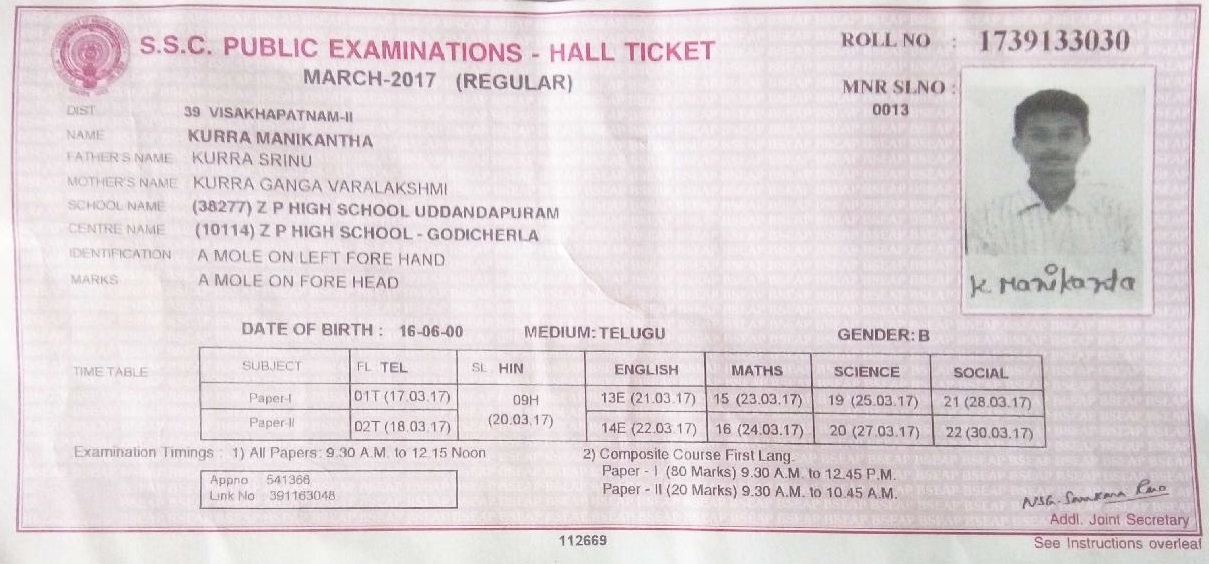 S.S.C. PUBLIC EXAMINATIONS - HALL TICKET
MARCH-2017 (REGULAR)
ROLL NO : 1739133030
MNR SLNO :
0013
DIST 39 VISAKHAPATNAM-II
NAME KURRA MANIKANTHA
FATHER'S NAME KURRA SRINU
MOTHER'S NAME KURRA GANGA VARALAKSHMI
SCHOOL NAME (38277) Z P HIGH SCHOOL UDDANDAPURAM
CENTRE NAME (10114) Z P HIGH SCHOOL - GODICHERLA
IDENTIFICATION A MOLE ON LEFT FORE HAND
MARKS A MOLE ON FORE HEAD
K Manikanda
DATE OF BIRTH : 16-06-00 MEDIUM: TELUGU GENDER: B
TIME TABLE
SUBJECT FL TEL SL HIN ENGLISH MATHS SCIENCE SOCIAL
Paper-I 01T (17.03.17) 09H (20.03.17) 13E (21.03.17) 15 (23.03.17) 19 (25.03.17) 21 (28.03.17)
Paper-II 02T (18.03.17) 14E (22.03.17) 16 (24.03.17) 20 (27.03.17) 22 (30.03.17)
Examination Timings : 1) All Papers: 9.30 A.M. to 12.15 Noon 2) Composite Course First Lang.
Paper - I (80 Marks) 9.30 A.M. to 12.45 P.M.
Paper - II (20 Marks) 9.30 A.M. to 10.45 A.M.
Appno 541366
Link No 391163048
Addl. Joint Secretary
See Instructions overleaf
112669